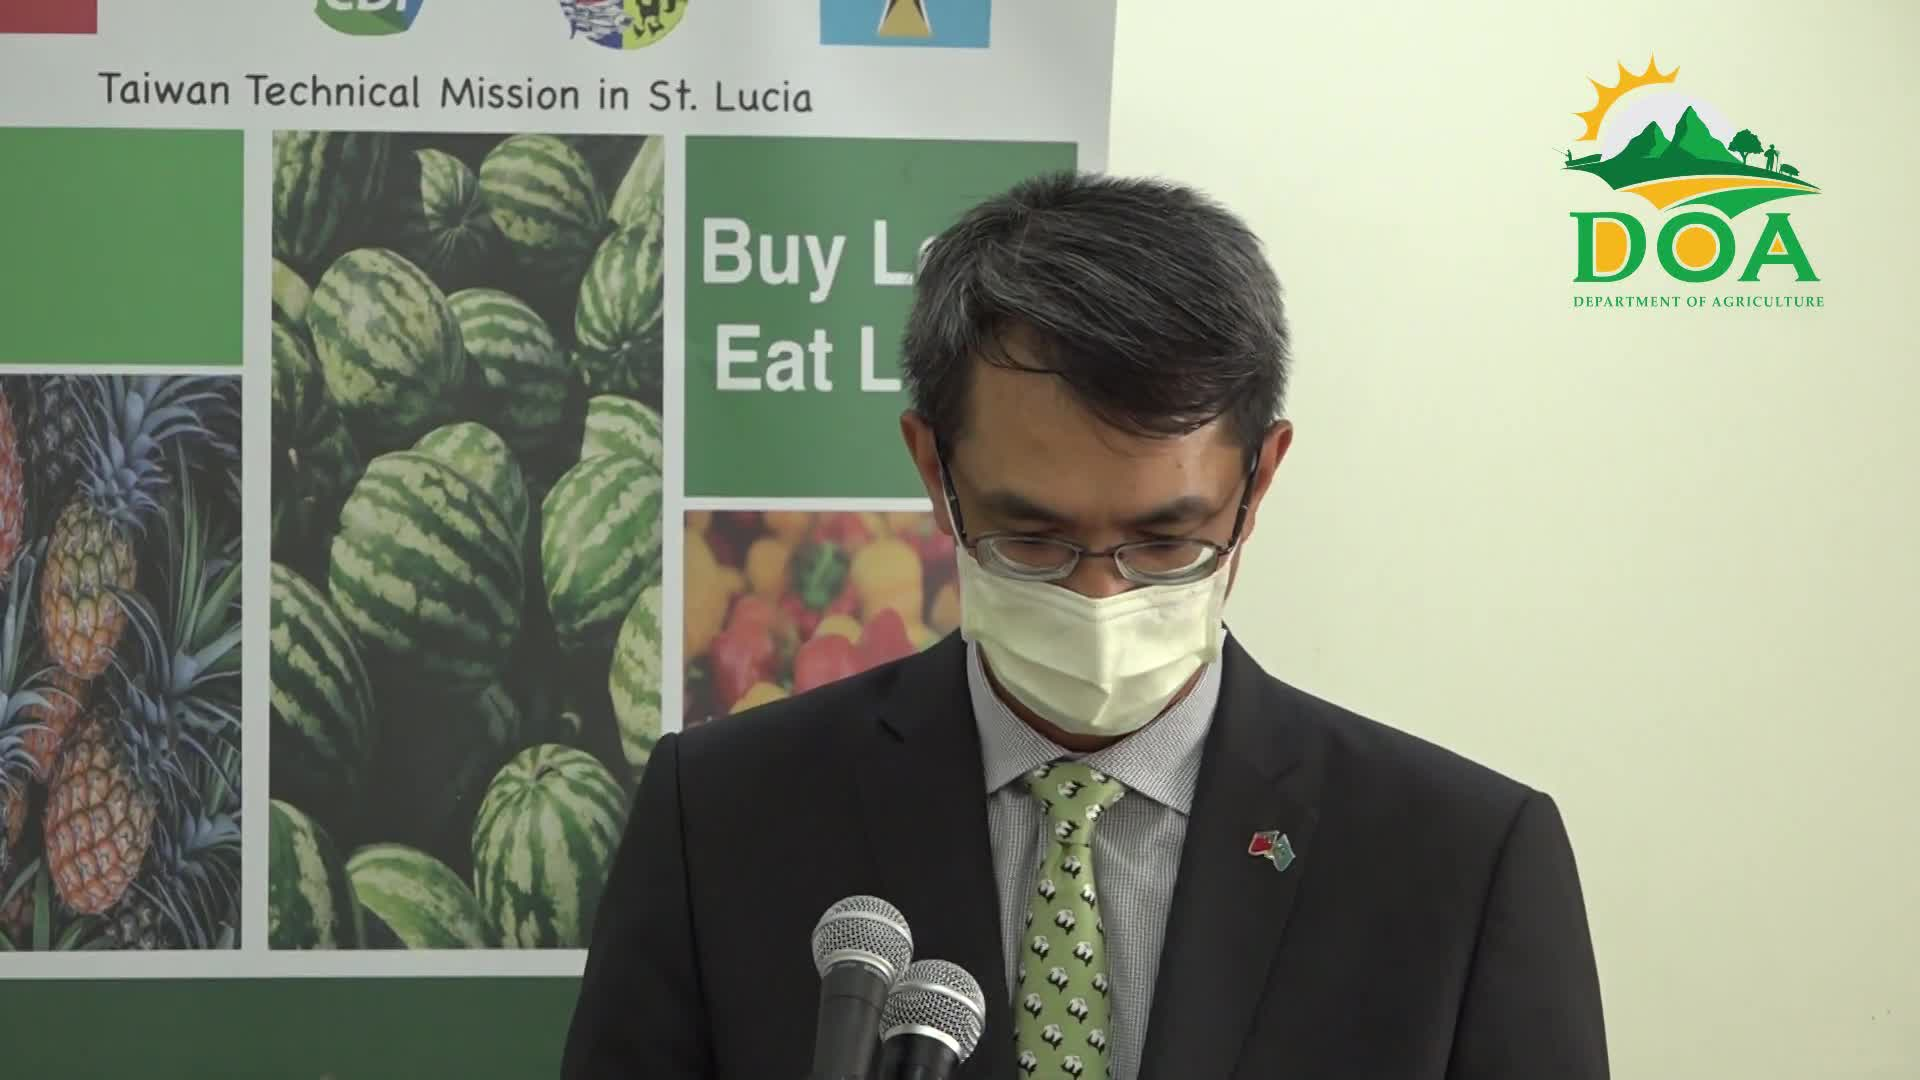 Taiwan Technical Mission in St. Lucia
Buy
Eat
DOA
DEPARTMENT OF AGRICULTURE